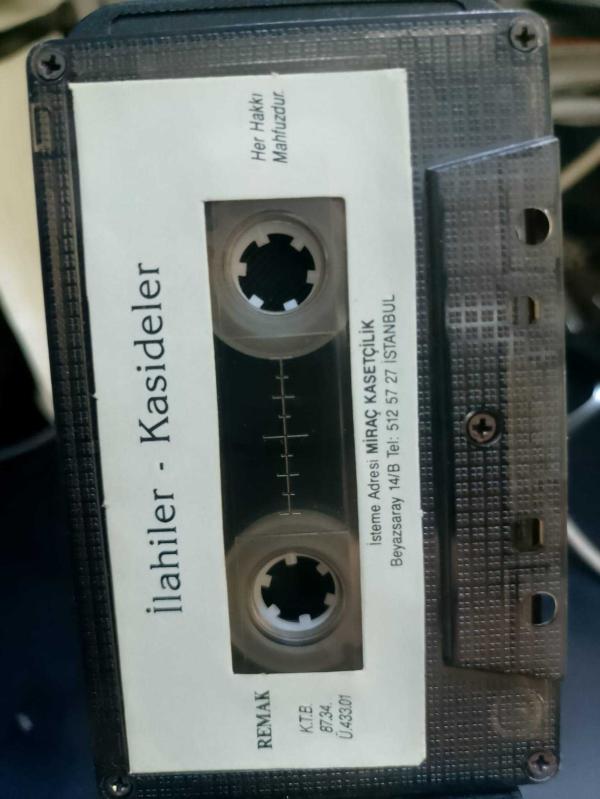 İlahiler - Kasideler
REMAK
K.T.B.
87.34.
Ü.433.01
Her Hakkı
Mahfuzdur.
İsteme Adresi MİRAÇ KASETÇİLİK
Beyazsaray 14/B Tel: 512 57 27 İSTANBUL